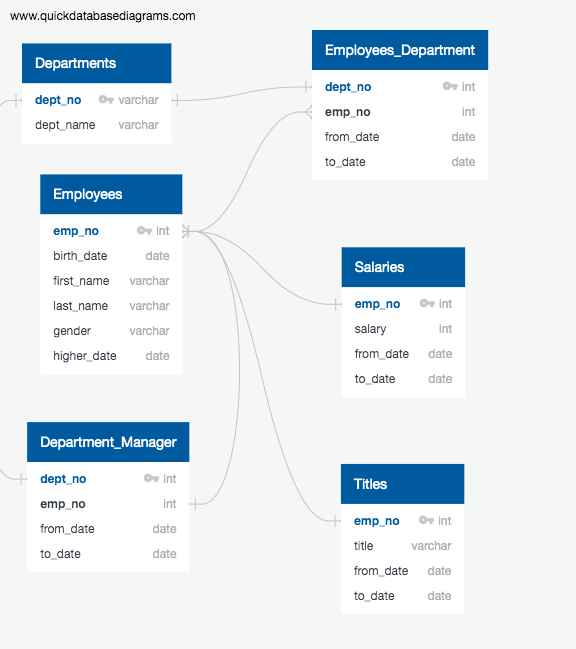 www.quickdatabasediagrams.com
Departments
dept_no varchar
dept_name varchar
Employees_Department
dept_no int
emp_no int
from_date date
to_date date
Employees
emp_no int
birth_date date
first_name varchar
last_name varchar
gender varchar
higher_date date
Salaries
emp_no int
salary int
from_date date
to_date date
Department_Manager
dept_no int
emp_no int
from_date date
to_date date
Titles
emp_no int
title varchar
from_date date
to_date date